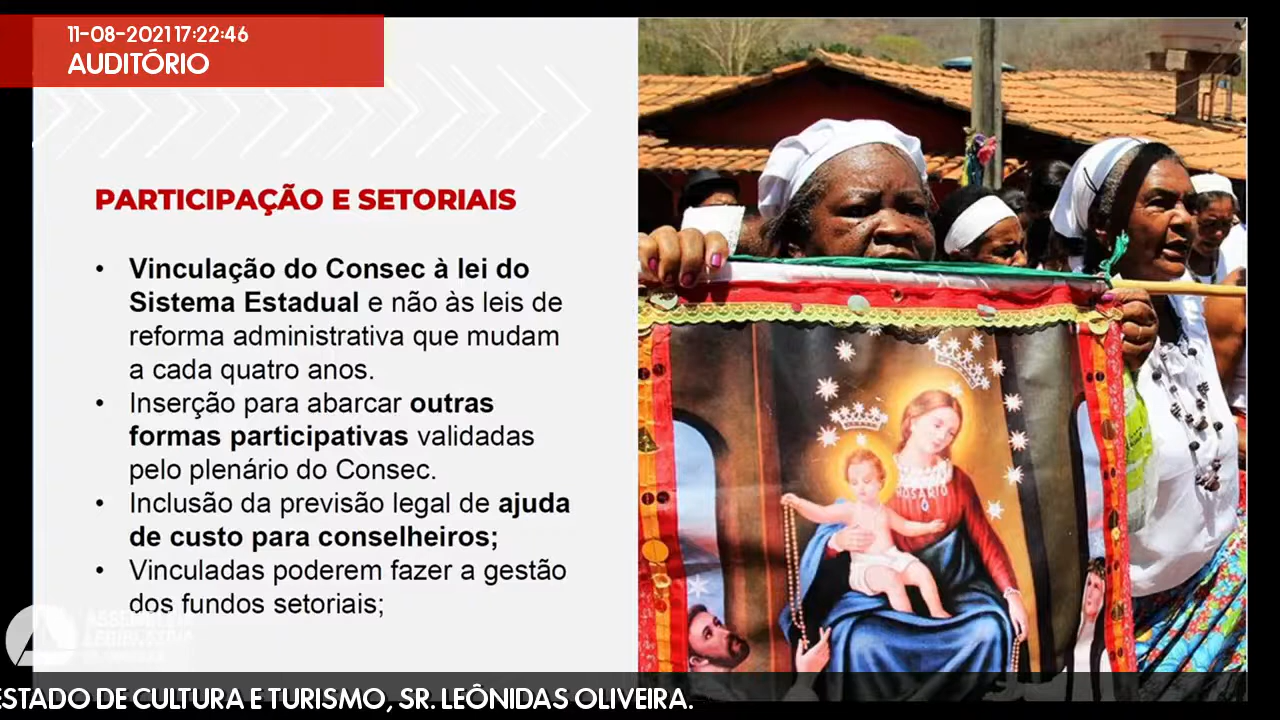 11-08-2021 17:22:46
AUDITÓRIO
PARTICIPAÇÃO E SETORIAIS
• Vinculação do Consec à lei do
Sistema Estadual e não às leis de
reforma administrativa que mudam
a cada quatro anos.
• Inserção para abarcar outras
formas participativas validadas
pelo plenário do Consec.
• Inclusão da previsão legal de ajuda
de custo para conselheiros;
• Vinculadas poderem fazer a gestão
dos fundos setoriais;
ROSÁRIO
ASSEMBLEIA
LEGISLATIVA
ESTADO DE CULTURA E TURISMO, SR. LEÔNIDAS OLIVEIRA.